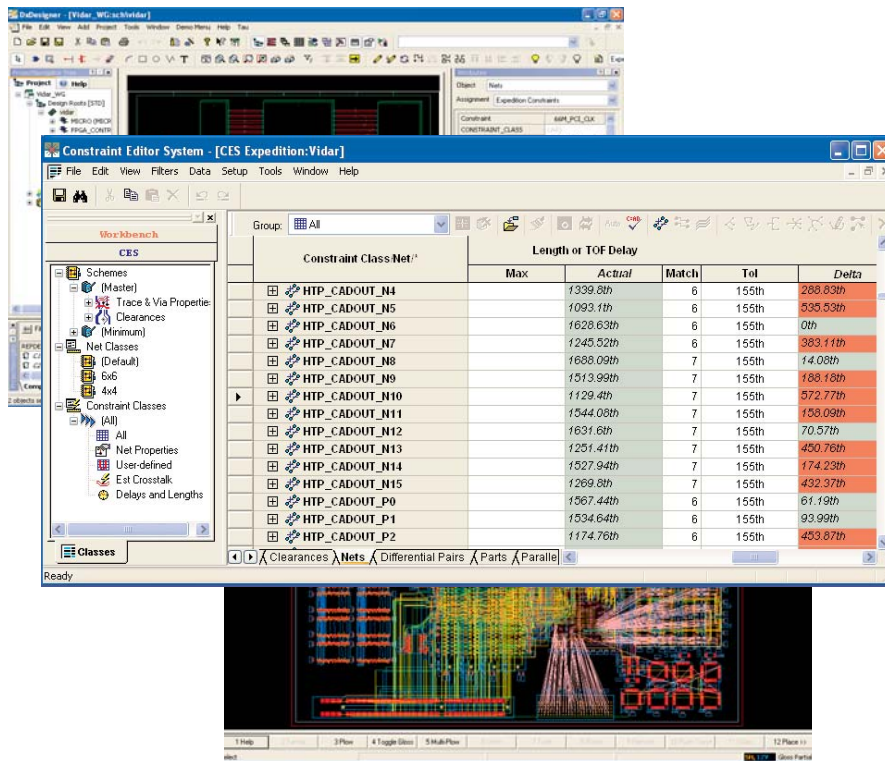 DxDesigner - [Vidar_WG:sch\vidar]
File Edit View Add Project Tools Window Demo Menu Help Tau
Project Help
Object Nets
Vidar_WG
Assignment Expedition Constraints
Design Roots [STD]
vidar
Constraint 66M_PCI_CLK
MICRO (MICR
CONSTRAINT_CLASS
FPGA_CONTR
Constraint Editor System - [CES Expedition:Vidar]
File Edit View Filters Data Setup Tools Window Help
Workbench
CES
Group: All
Constraint Class/Net/*
Length or TOF Delay
Max Actual Match Tol Delta
Schemes
(Master)
Trace & Via Propertie:
Clearances
(Minimum)
Net Classes
(Default)
6x6
4x4
Constraint Classes
(All)
All
Net Properties
User-defined
Est Crosstalk
Delays and Lengths
Classes
HTP_CADOUT_N4 1339.8th 6 155th 288.83th
HTP_CADOUT_N5 1093.1th 6 155th 535.53th
HTP_CADOUT_N6 1628.63th 6 155th 0th
HTP_CADOUT_N7 1245.52th 6 155th 383.11th
HTP_CADOUT_N8 1688.09th 7 155th 14.08th
HTP_CADOUT_N9 1513.99th 7 155th 188.18th
HTP_CADOUT_N10 1129.4th 7 155th 572.77th
HTP_CADOUT_N11 1544.08th 7 155th 158.09th
HTP_CADOUT_N12 1631.6th 7 155th 70.57th
HTP_CADOUT_N13 1251.41th 7 155th 450.76th
HTP_CADOUT_N14 1527.94th 7 155th 174.23th
HTP_CADOUT_N15 1269.8th 7 155th 432.37th
HTP_CADOUT_P0 1567.44th 6 155th 61.19th
HTP_CADOUT_P1 1534.64th 6 155th 93.99th
HTP_CADOUT_P2 1174.76th 6 155th 453.87th
Clearances Nets Differential Pairs Parts Paralle
Ready
1 Help 3 Plow 4 Toggle Gloss 5 Multi-Plow 12 Place >>
Gloss Partial